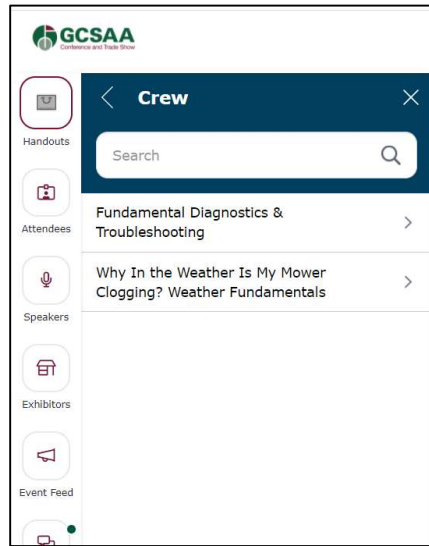 GCSAA
Conference and Trade Show
Crew
Handouts
Search
Attendees
Fundamental Diagnostics &
Troubleshooting
Speakers
Why In the Weather Is My Mower
Clogging? Weather Fundamentals
Exhibitors
Event Feed